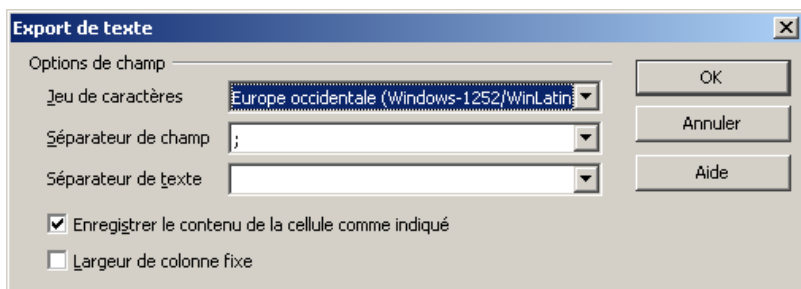 Export de texte
Options de champ
OK
Jeu de caractères
Europe occidentale (Windows-1252/WinLatin
Annuler
Séparateur de champ
;
Séparateur de texte
Aide
Enregistrer le contenu de la cellule comme indiqué
Largeur de colonne fixe